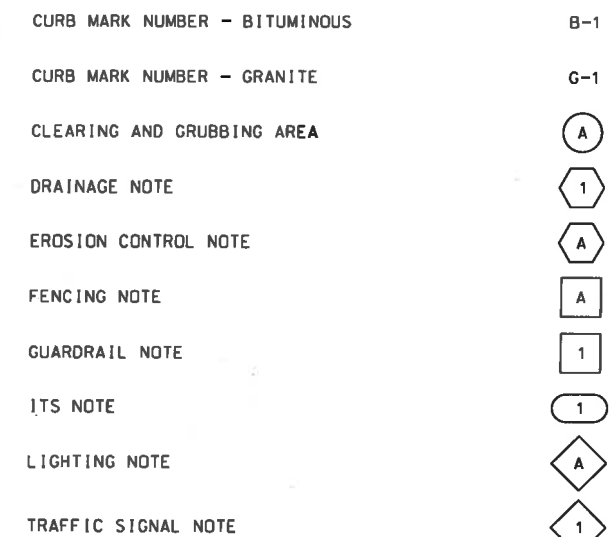 CURB MARK NUMBER - BITUMINOUS B-1
CURB MARK NUMBER - GRANITE G-1
CLEARING AND GRUBBING AREA A
DRAINAGE NOTE 1
EROSION CONTROL NOTE A
FENCING NOTE A
GUARDRAIL NOTE 1
ITS NOTE 1
LIGHTING NOTE A
TRAFFIC SIGNAL NOTE 1